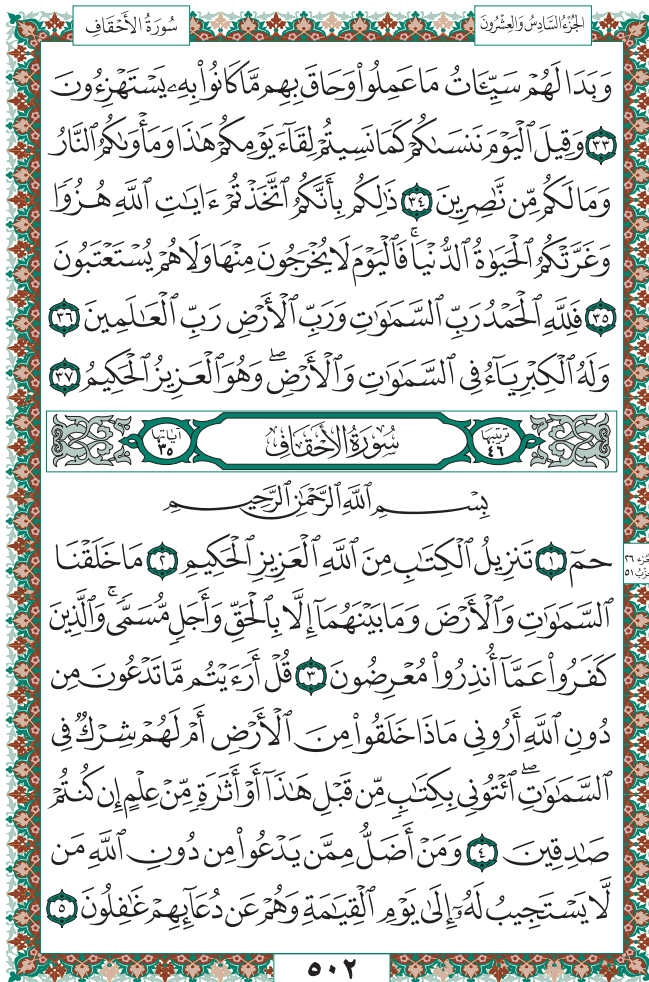 الجُزْءُ السَّادِسُ وَالْعِشْرُونَ
سُورَةُ الأَحْقَافِ
وَبَدَا لَهُمْ سَيِّـَٔاتُ مَا عَمِلُوا۟ وَحَاقَ بِهِم مَّا كَانُوا۟ بِهِۦ يَسْتَهْزِءُونَ
٣٣ وَقِيلَ ٱلْيَوْمَ نَنسَىٰكُمْ كَمَا نَسِيتُمْ لِقَآءَ يَوْمِكُمْ هَٰذَا وَمَأْوَىٰكُمُ ٱلنَّارُ
وَمَا لَكُم مِّن نَّٰصِرِينَ ٣٤ ذَٰلِكُم بِأَنَّكُمُ ٱتَّخَذْتُمْ ءَايَٰتِ ٱللَّهِ هُزُوًا
وَغَرَّتْكُمُ ٱلْحَيَوٰةُ ٱلدُّنْيَا ۚ فَٱلْيَوْمَ لَا يُخْرَجُونَ مِنْهَا وَلَا هُمْ يُسْتَعْتَبُونَ
٣٥ فَلِلَّهِ ٱلْحَمْدُ رَبِّ ٱلسَّمَٰوَٰتِ وَرَبِّ ٱلْأَرْضِ رَبِّ ٱلْعَٰلَمِينَ ٣٦
وَلَهُ ٱلْكِبْرِيَآءُ فِى ٱلسَّمَٰوَٰتِ وَٱلْأَرْضِ ۖ وَهُوَ ٱلْعَزِيزُ ٱلْحَكِيمُ ٣٧
ترتيبها ٤٦ سُورَةُ الأَحْقَافِ آياتها ٣٥
بِسْمِ ٱللَّهِ ٱلرَّحْمَٰنِ ٱلرَّحِيمِ
حمٓ ١ تَنزِيلُ ٱلْكِتَٰبِ مِنَ ٱللَّهِ ٱلْعَزِيزِ ٱلْحَكِيمِ ٢ مَا خَلَقْنَا
ٱلسَّمَٰوَٰتِ وَٱلْأَرْضَ وَمَا بَيْنَهُمَآ إِلَّا بِٱلْحَقِّ وَأَجَلٍ مُّسَمًّى ۚ وَٱلَّذِينَ
كَفَرُوا۟ عَمَّآ أُنذِرُوا۟ مُعْرِضُونَ ٣ قُلْ أَرَءَيْتُم مَّا تَدْعُونَ مِن
دُونِ ٱللَّهِ أَرُونِى مَاذَا خَلَقُوا۟ مِنَ ٱلْأَرْضِ أَمْ لَهُمْ شِرْكٌ فِى
ٱلسَّمَٰوَٰتِ ۖ ٱئْتُونِى بِكِتَٰبٍ مِّن قَبْلِ هَٰذَآ أَوْ أَثَٰرَةٍ مِّنْ عِلْمٍ إِن كُنتُمْ
صَٰدِقِينَ ٤ وَمَنْ أَضَلُّ مِمَّن يَدْعُوا۟ مِن دُونِ ٱللَّهِ مَن
لَّا يَسْتَجِيبُ لَهُۥٓ إِلَىٰ يَوْمِ ٱلْقِيَٰمَةِ وَهُمْ عَن دُعَآئِهِمْ غَٰفِلُونَ ٥
٥٠٢